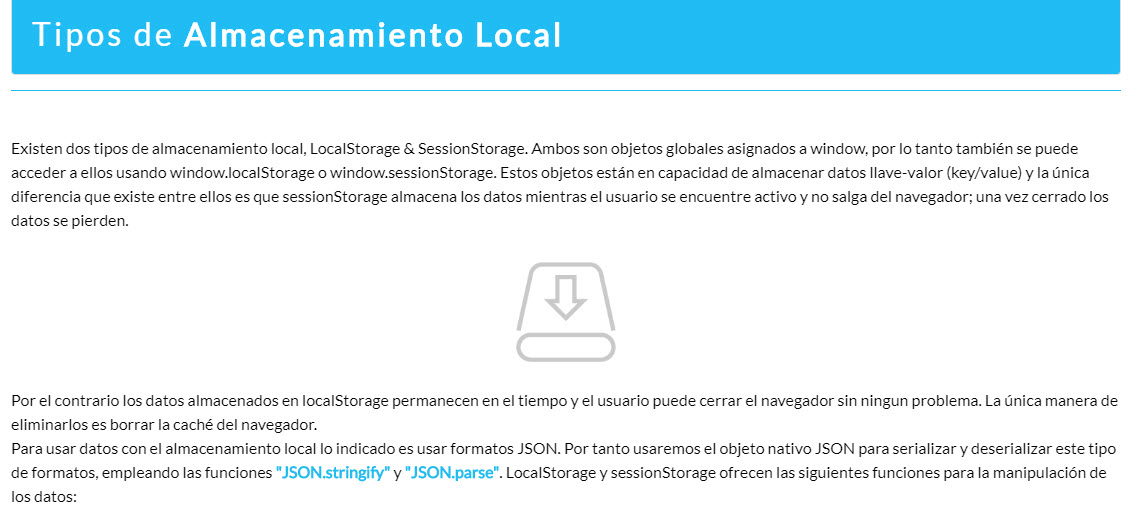 Tipos de Almacenamiento Local
Existen dos tipos de almacenamiento local, LocalStorage & SessionStorage. Ambos son objetos globales asignados a window, por lo tanto también se puede
acceder a ellos usando window.localStorage o window.sessionStorage. Estos objetos están en capacidad de almacenar datos llave-valor (key/value) y la única
diferencia que existe entre ellos es que sessionStorage almacena los datos mientras el usuario se encuentre activo y no salga del navegador; una vez cerrado los
datos se pierden.
Por el contrario los datos almacenados en localStorage permanecen en el tiempo y el usuario puede cerrar el navegador sin ningun problema. La única manera de
eliminarlos es borrar la caché del navegador.
Para usar datos con el almacenamiento local lo indicado es usar formatos JSON. Por tanto usaremos el objeto nativo JSON para serializar y deserializar este tipo
de formatos, empleando las funciones "JSON.stringify" y "JSON.parse". LocalStorage y sessionStorage ofrecen las siguientes funciones para la manipulación de
los datos: